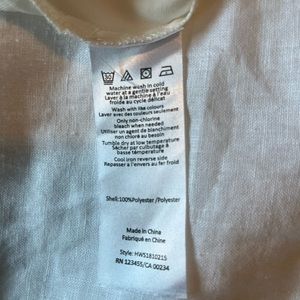 30
Machine wash in cold
water at a gentle setting
Laver à la machine à l'eau
froide au cycle délicat
Wash with like colours
Laver avec des couleurs seulement
Only non-chlorine
bleach when needed
Utiliser un agent de blanchiment
non chloré au besoin
Tumble dry at low temperature
Sécher par culbutage à
basse température
Cool iron reverse side
Repasser a l'envers au fer froid
Shell:100%Polyester /Polyester
Made in China
Fabriqué en China
Style: HWS1810215
RN 123455/CA 00234